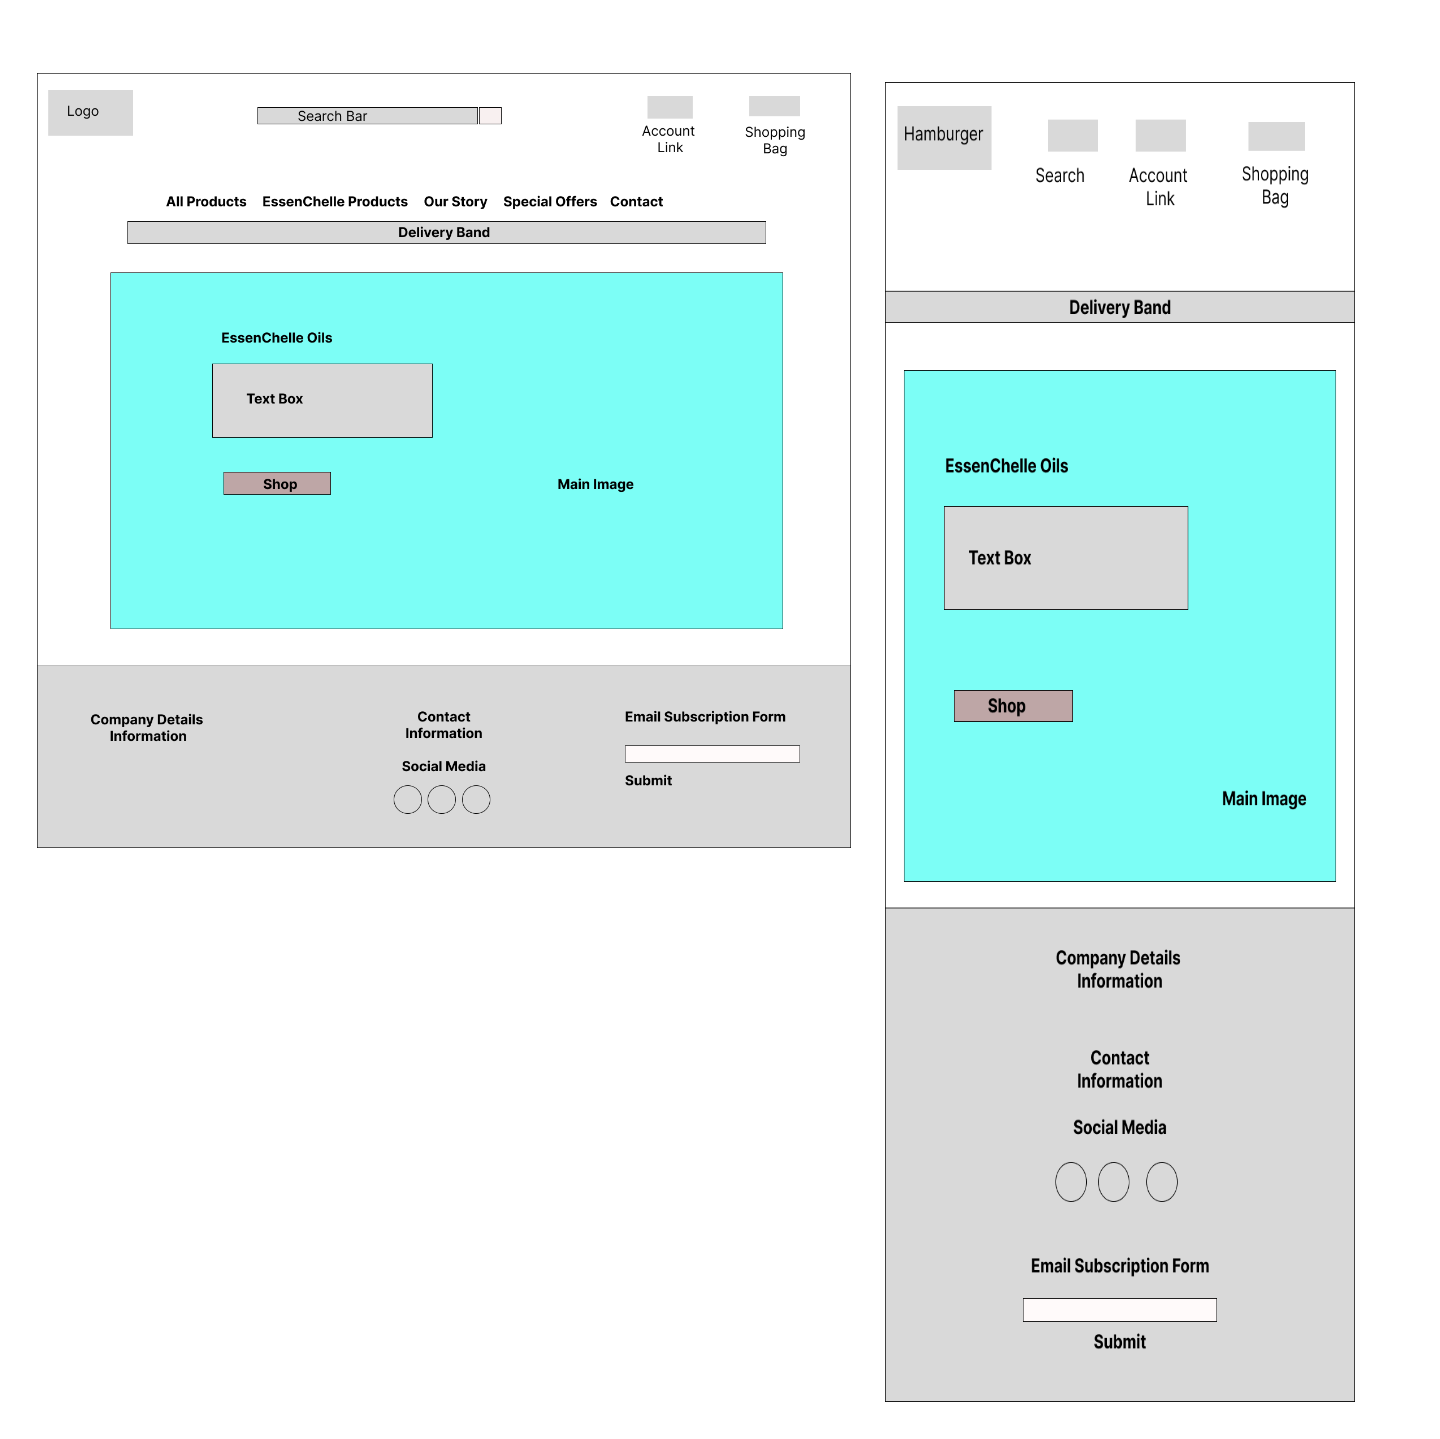 Logo
Search Bar
Account
Link
Shopping
Bag
All Products EssenChelle Products Our Story Special Offers Contact
Delivery Band
EssenChelle Oils
Text Box
Shop
Main Image
Company Details
Information
Contact
Information
Social Media
Email Subscription Form
Submit
Hamburger
Search
Account
Link
Shopping
Bag
Delivery Band
EssenChelle Oils
Text Box
Shop
Main Image
Company Details
Information
Contact
Information
Social Media
Email Subscription Form
Submit